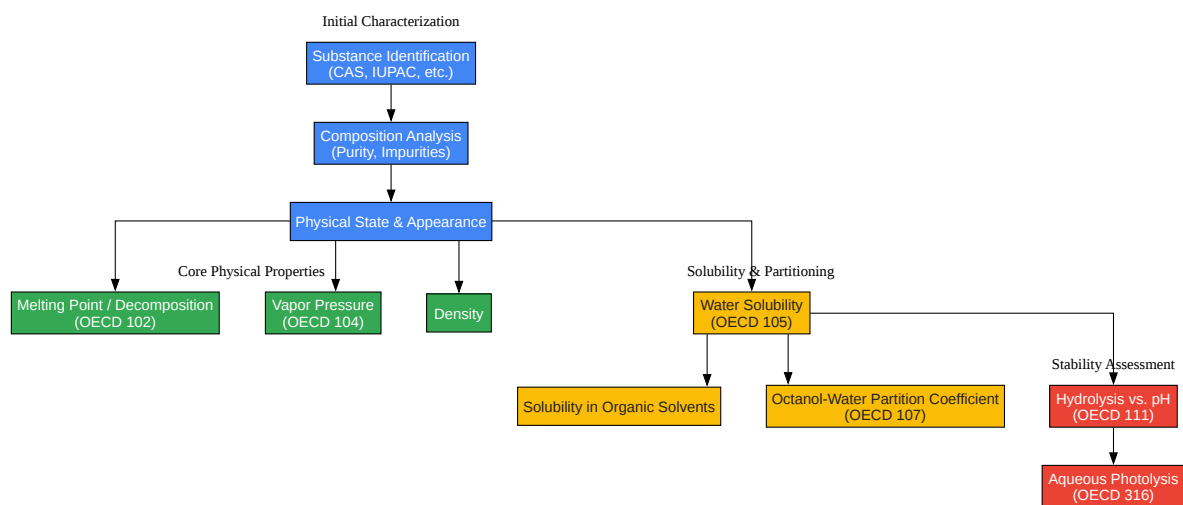 Initial Characterization
Substance Identification
(CAS, IUPAC, etc.)
Composition Analysis
(Purity, Impurities)
Physical State & Appearance
Core Physical Properties
Solubility & Partitioning
Melting Point / Decomposition
(OECD 102)
Vapor Pressure
(OECD 104)
Density
Water Solubility
(OECD 105)
Stability Assessment
Solubility in Organic Solvents
Octanol-Water Partition Coefficient
(OECD 107)
Hydrolysis vs. pH
(OECD 111)
Aqueous Photolysis
(OECD 316)